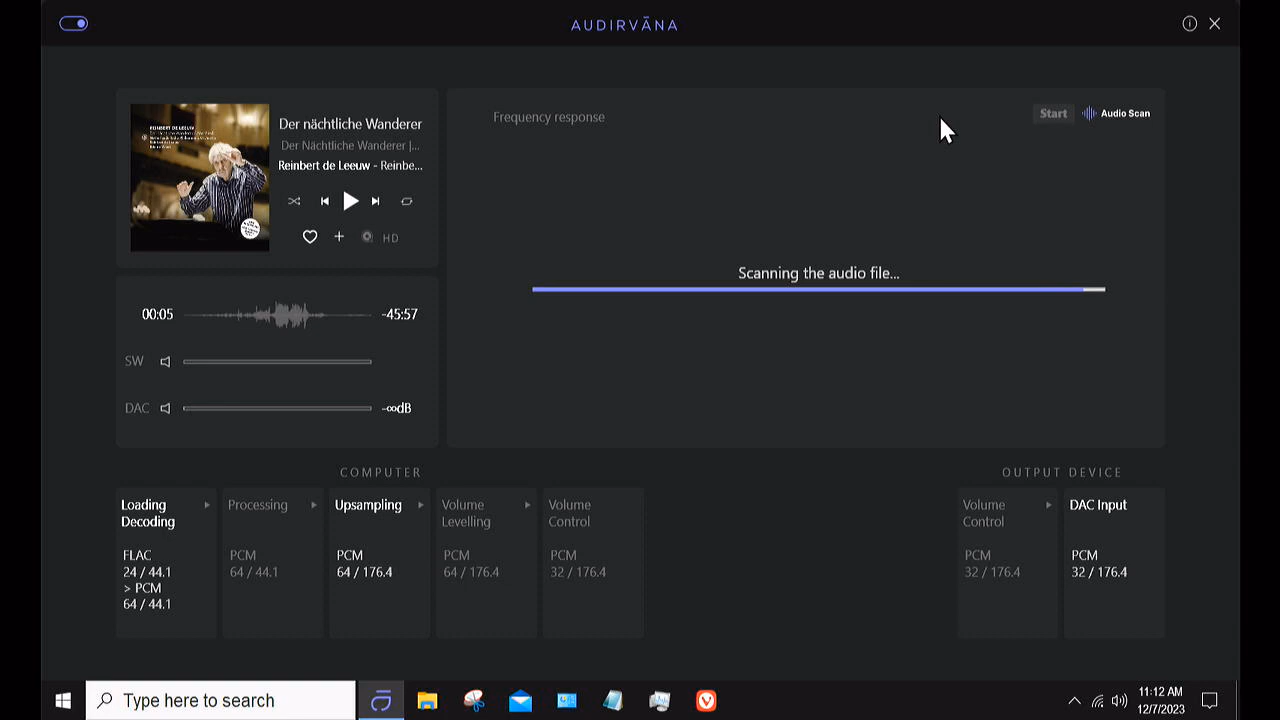 AUDIRVĀNA
REINBERT DE LEEUW
Der nächtliche Wanderer
Der Nächtliche Wanderer |...
Reinbert de Leeuw - Reinbe...
HD
Frequency response
Start
Audio Scan
Scanning the audio file...
00:05
-45:57
SW
DAC
-∞dB
COMPUTER
OUTPUT DEVICE
Loading
Decoding
FLAC
24 / 44.1
> PCM
64 / 44.1
Processing
PCM
64 / 44.1
Upsampling
PCM
64 / 176.4
Volume
Levelling
PCM
64 / 176.4
Volume
Control
PCM
32 / 176.4
Volume
Control
PCM
32 / 176.4
DAC Input
PCM
32 / 176.4
Type here to search
11:12 AM
12/7/2023